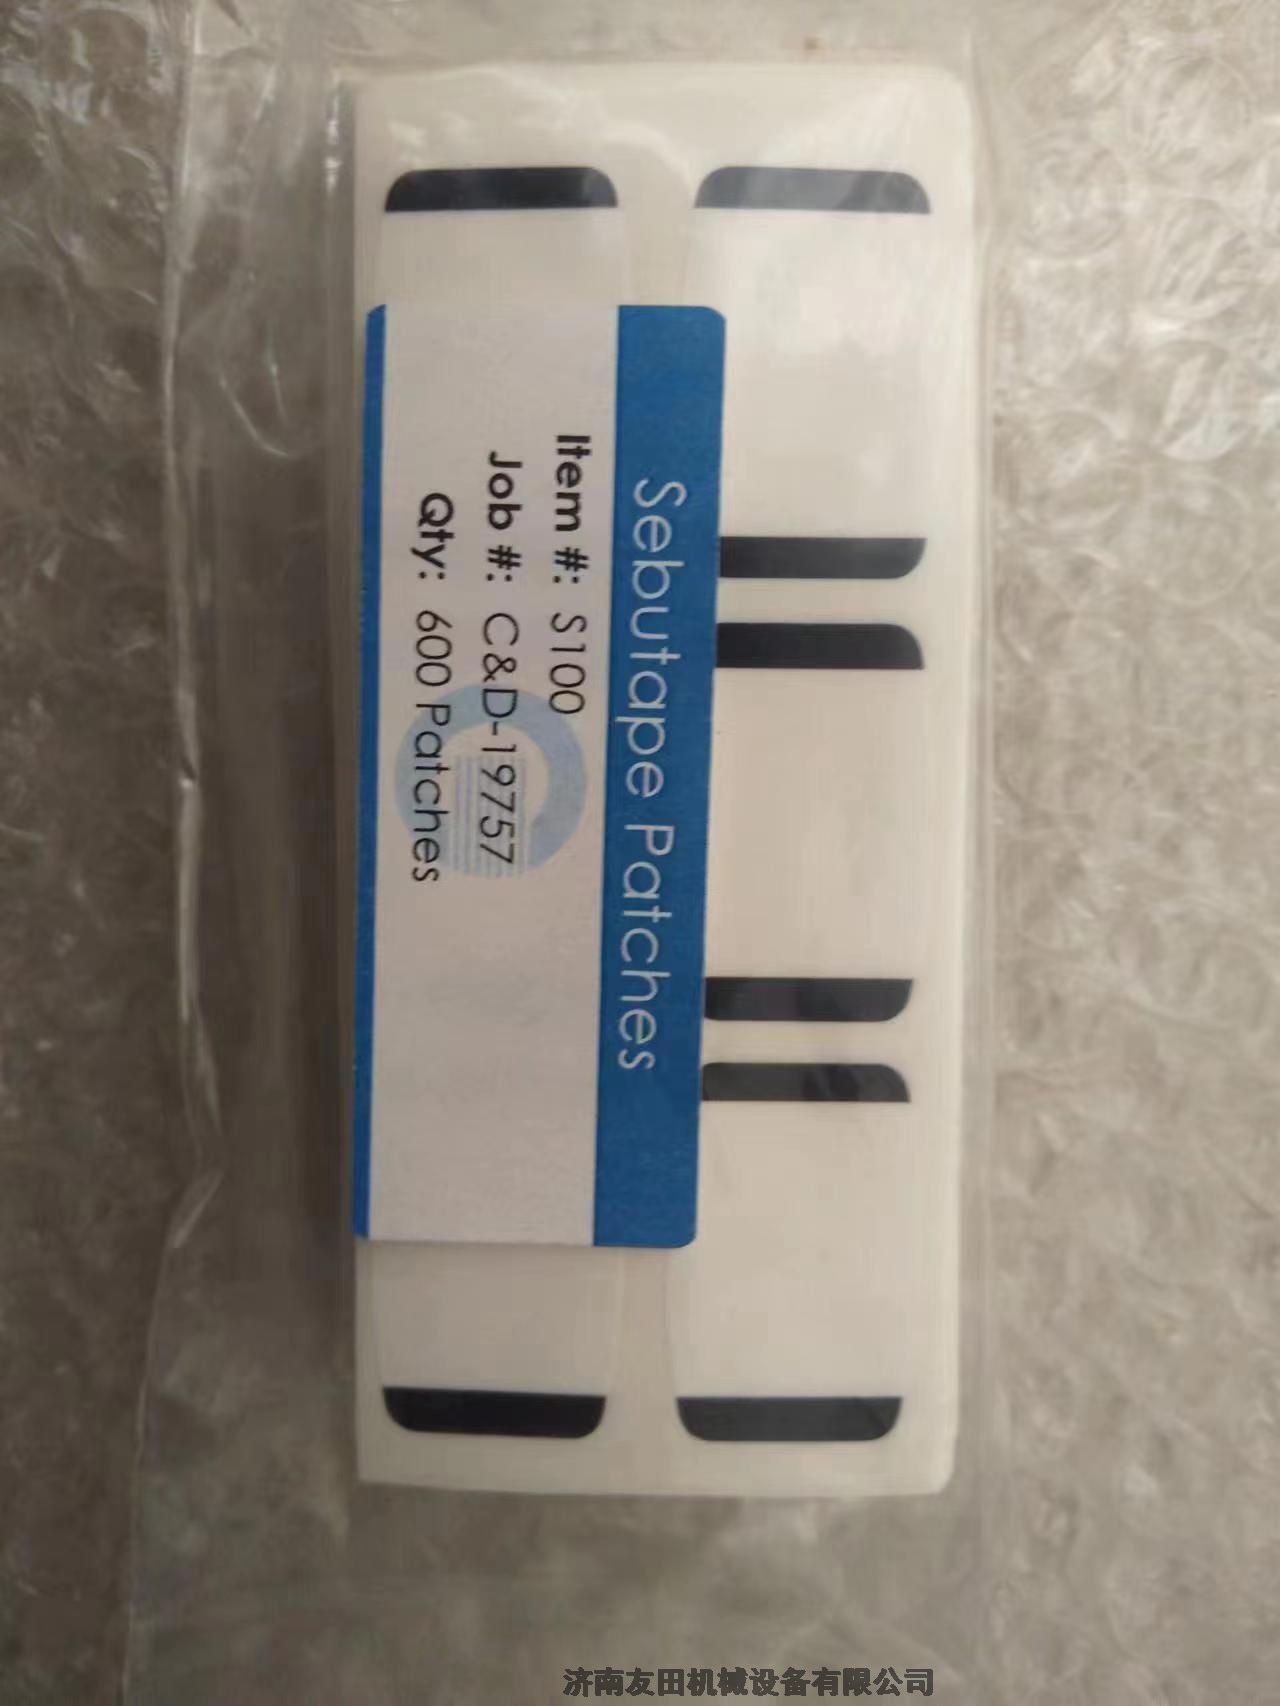 Sebutape Patches
Item #: S100
Job #: C&D-19757
Qty: 600 Patches
济南友田机械设备有限公司